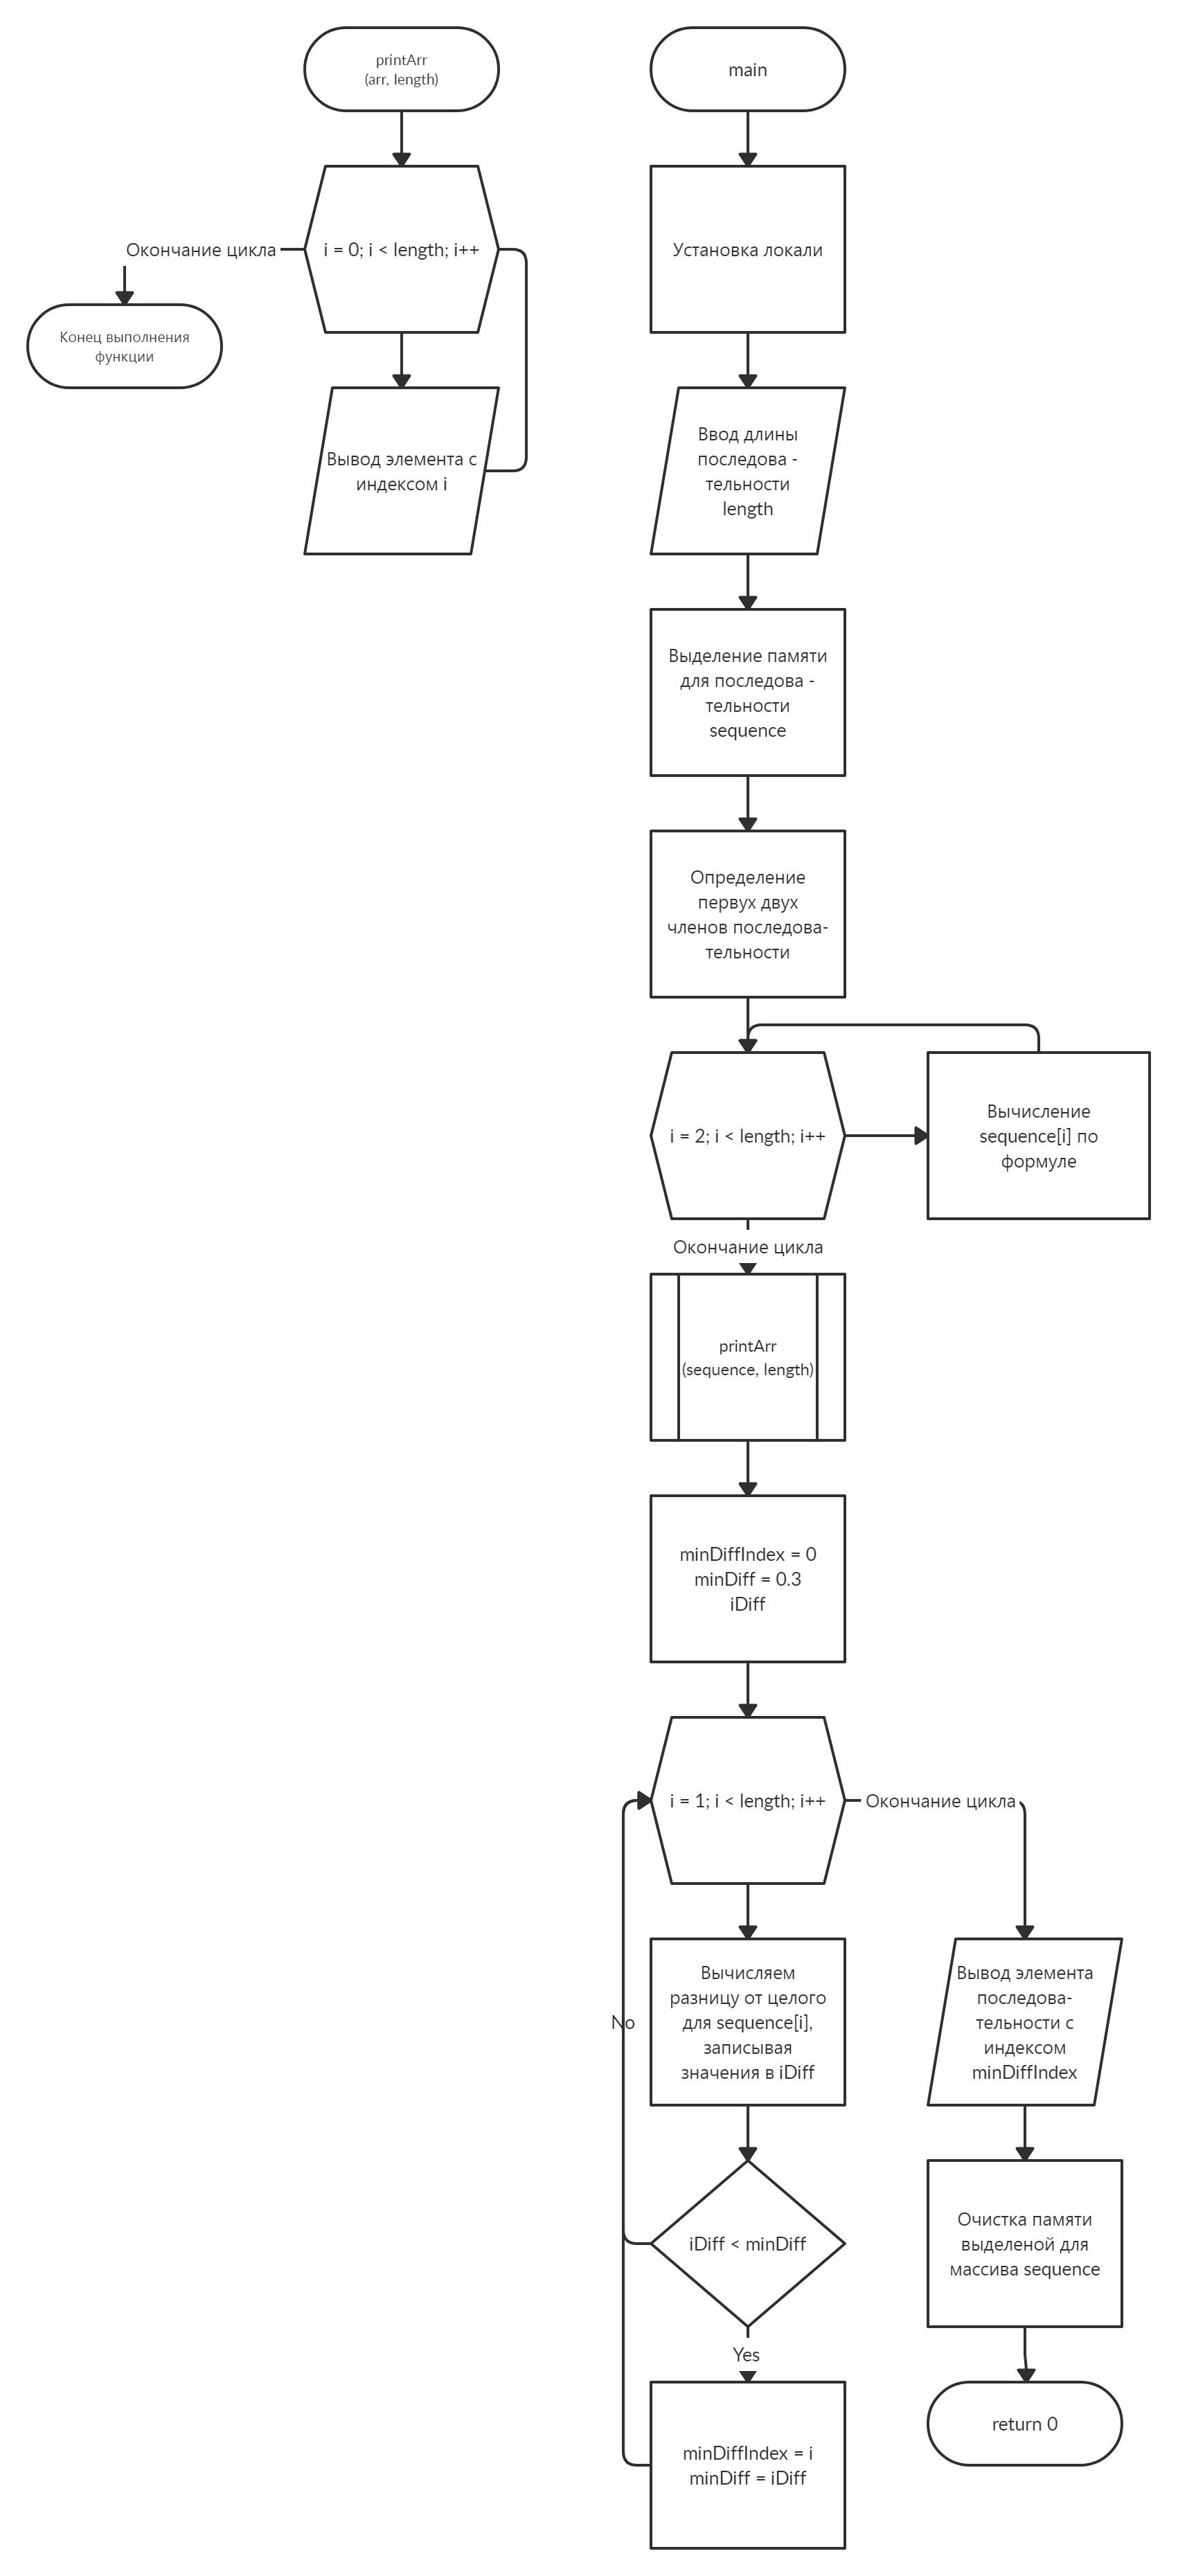 printArr
(arr, length)
main
Окончание цикла
i = 0; i < length; i++
Установка локали
Конец выполнения
функции
Вывод элемента с
индексом i
Ввод длины
последова -
тельности
length
Выделение памяти
для последова -
тельности
sequence
Определение
первух двух
членов последова-
тельности
i = 2; i < length; i++
Вычисление
sequence[i] по
формуле
Окончание цикла
printArr
(sequence, length)
minDiffIndex = 0
minDiff = 0.3
iDiff
i = 1; i < length; i++
Окончание цикла
No
Вычисляем
разницу от целого
для sequence[i],
записывая
значения в iDiff
Вывод элемента
последова-
тельности с
индексом
minDiffIndex
iDiff < minDiff
Очистка памяти
выделеной для
массива sequence
Yes
minDiffIndex = i
minDiff = iDiff
return 0